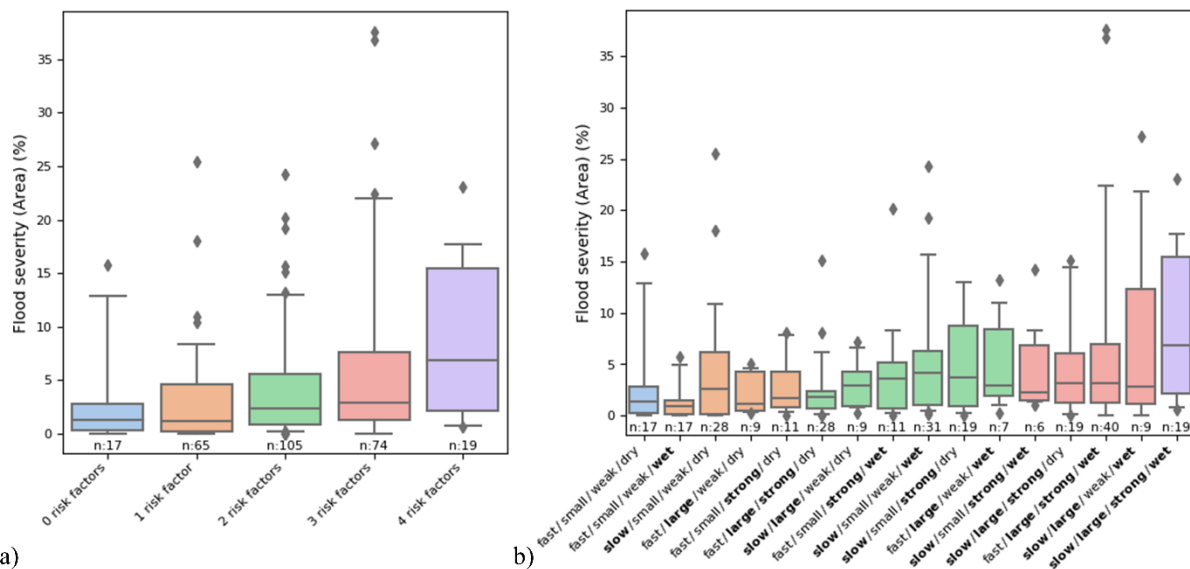 Flood severity (Area) (%)
35
30
25
20
15
10
5
0
n:17
n:65
n:105
n:74
n:19
0 risk factors
1 risk factor
2 risk factors
3 risk factors
4 risk factors
a)
Flood severity (Area) (%)
35
30
25
20
15
10
5
0
n:17
n:17
n:28
n:9
n:11
n:28
n:9
n:11
n:31
n:19
n:7
n:6
n:19
n:40
n:9
n:19
fast/small/weak/dry
fast/small/weak/wet
slow/small/weak/dry
fast/large/weak/dry
fast/small/strong/dry
fast/large/strong/dry
slow/large/weak/dry
fast/small/strong/wet
slow/small/weak/wet
slow/small/strong/dry
fast/large/weak/wet
slow/small/strong/wet
slow/large/strong/dry
fast/large/strong/wet
slow/large/weak/wet
slow/large/strong/wet
b)